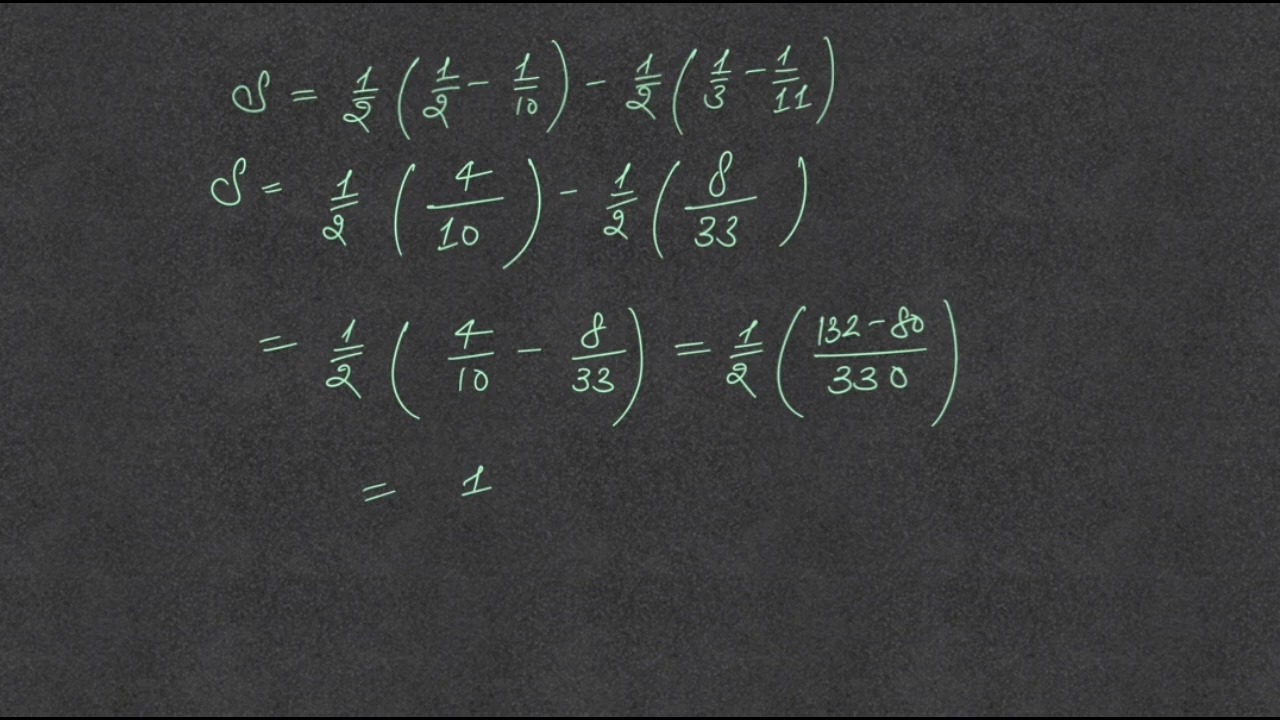 S = 1/2 ( 1/2 - 1/10 ) - 1/2 ( 1/3 - 1/11 )
S = 1/2 ( 4/10 ) - 1/2 ( 8/33 )
= 1/2 ( 4/10 - 8/33 ) = 1/2 ( 132-80/330 )
= 1